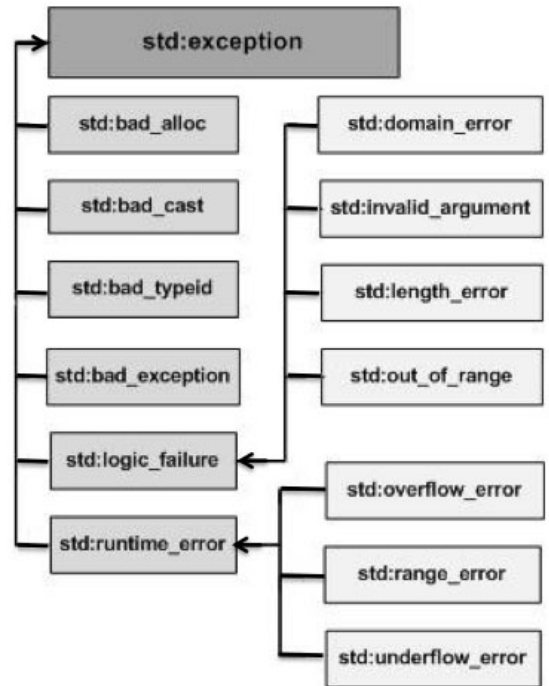 std:exception
std:bad_alloc
std:bad_cast
std:bad_typeid
std:bad_exception
std:logic_failure
std:runtime_error
std:domain_error
std:invalid_argument
std:length_error
std:out_of_range
std:overflow_error
std:range_error
std:underflow_error